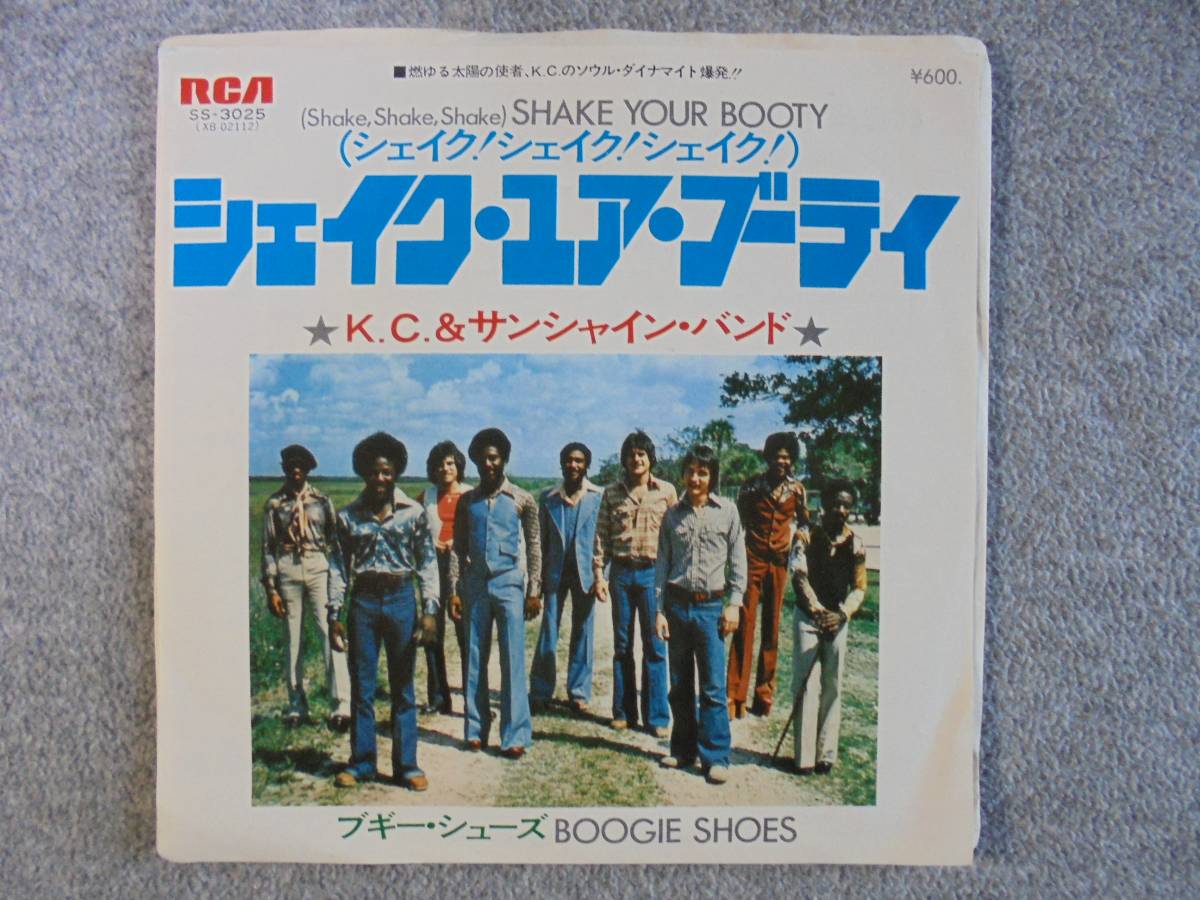 RCA
SS-3025
(XB-02112)
■燃ゆる太陽の使者、K.C.のソウル・ダイナマイト爆発!!
¥600.
(Shake, Shake, Shake) SHAKE YOUR BOOTY
(シェイク!シェイク!シェイク!)
シェイク・ユア・ブーティ
★K.C.&サンシャイン・バンド★
ブギー・シューズ BOOGIE SHOES